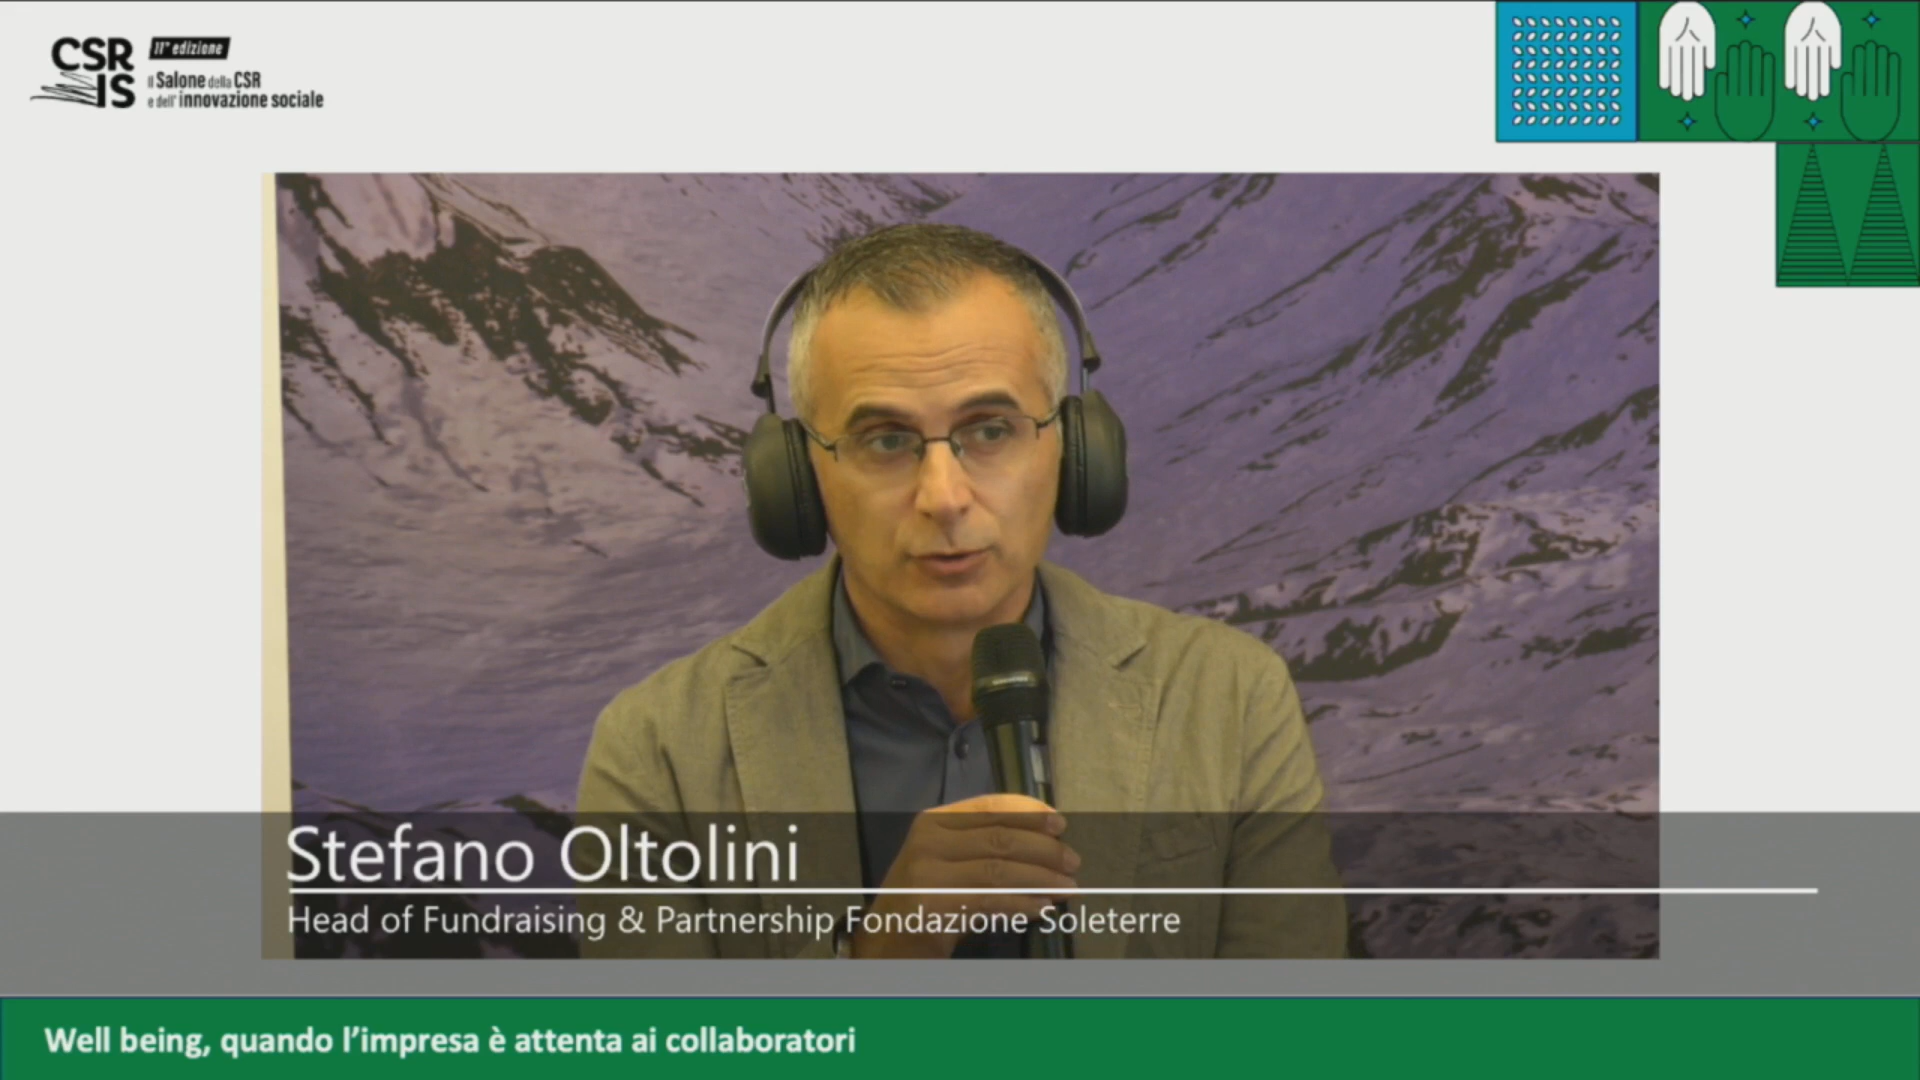 CSR
IS
11ª edizione
il Salone della CSR
e dell' innovazione sociale
Stefano Oltolini
Head of Fundraising & Partnership Fondazione Soleterre
Well being, quando l'impresa è attenta ai collaboratori